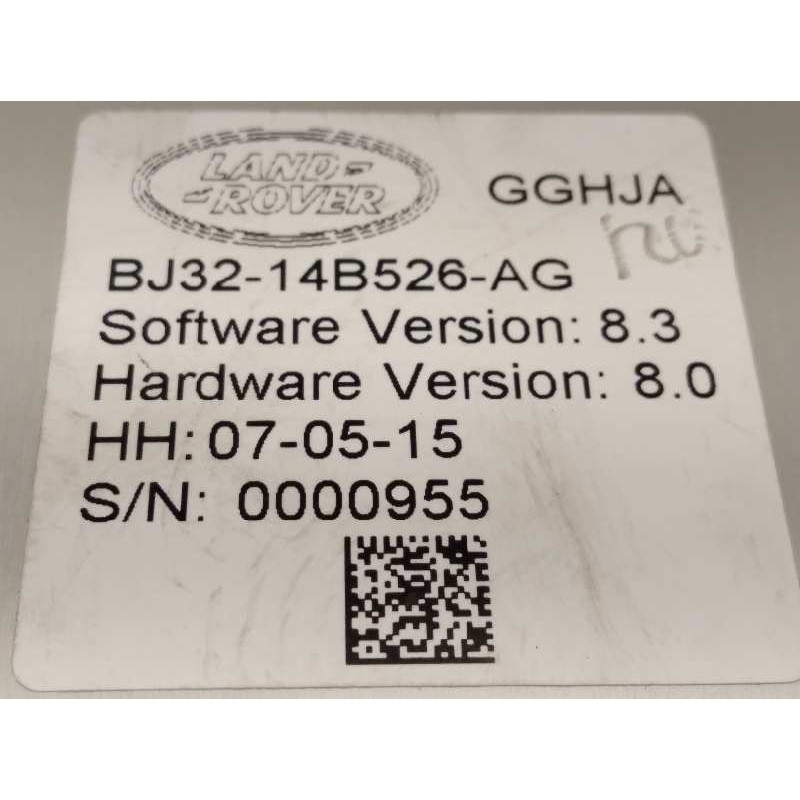 LAND-
-ROVER
GGHJA
BJ32-14B526-AG
Software Version: 8.3
Hardware Version: 8.0
HH: 07-05-15
S/N: 0000955